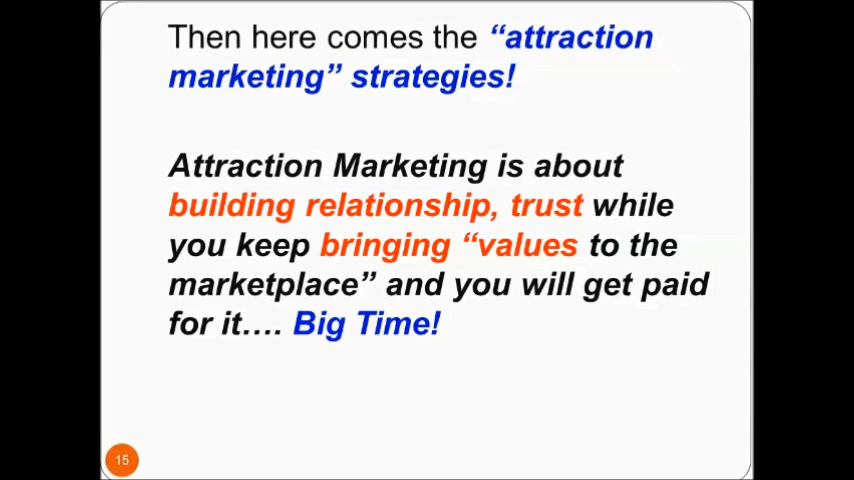 Then here comes the “attraction
marketing” strategies!
Attraction Marketing is about
building relationship, trust while
you keep bringing “values to the
marketplace” and you will get paid
for it…. Big Time!
15